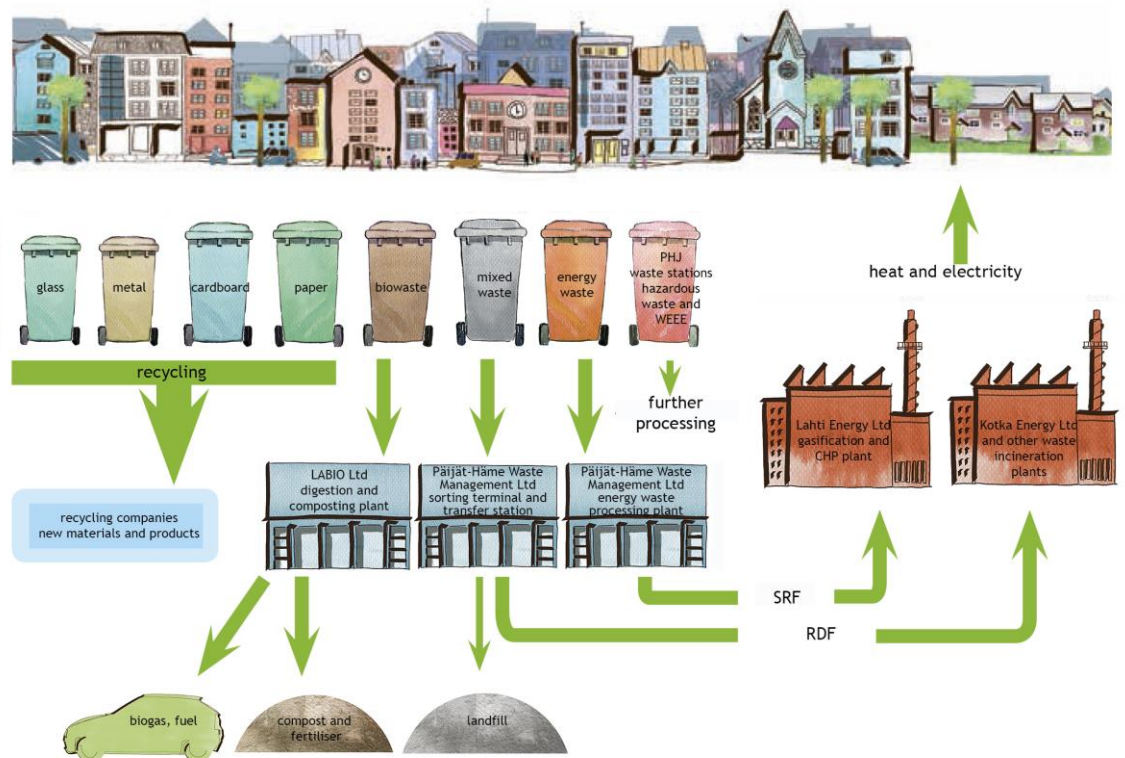 glass
metal
cardboard
paper
biowaste
mixed
waste
energy
waste
PHJ
waste stations
hazardous
waste and
WEEE
heat and electricity
recycling
further
processing
Lahti Energy Ltd
gasification and
CHP plant
Kotka Energy Ltd
and other waste
incineration
plants
LABIO Ltd
digestion and
composting plant
Päijät-Häme Waste
Management Ltd
sorting terminal and
transfer station
Päijät-Häme Waste
Management Ltd
energy waste
processing plant
recycling companies
new materials and products
SRF
RDF
biogas, fuel
compost and
fertiliser
landfill